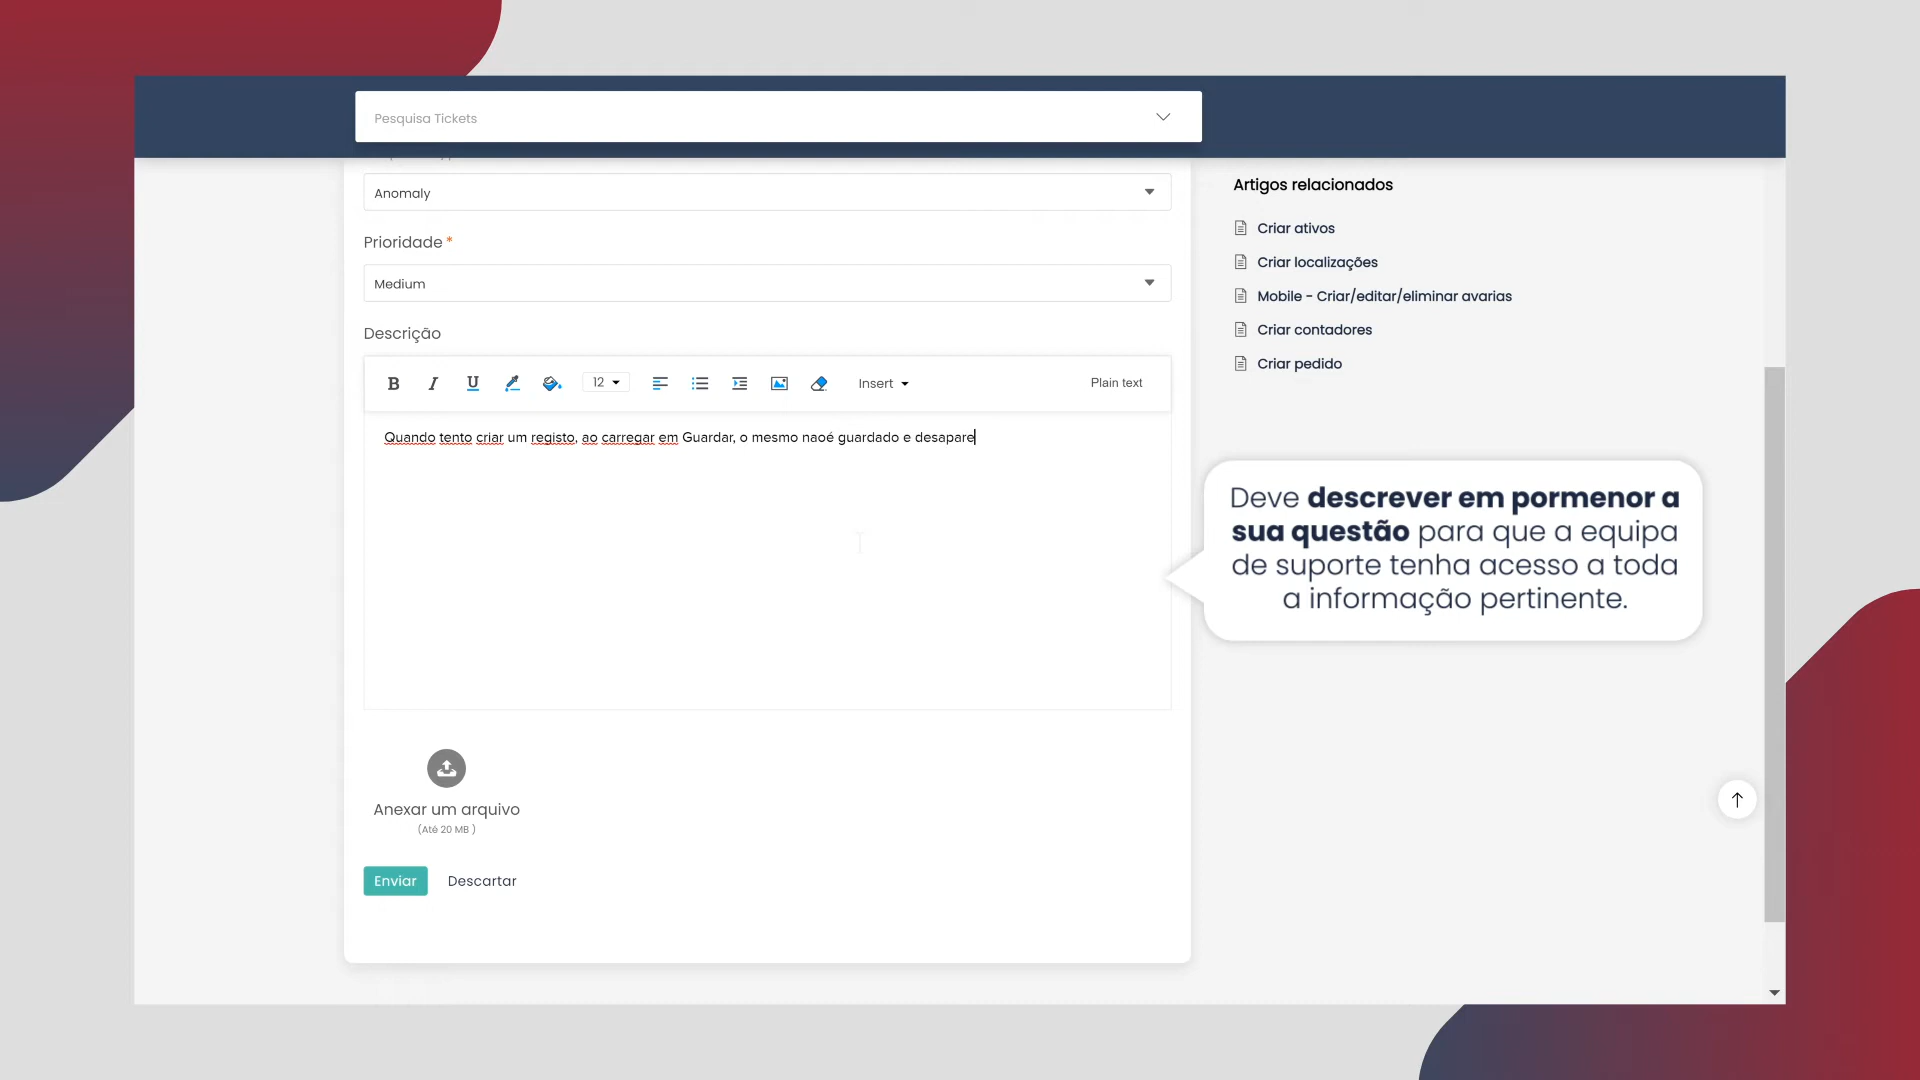 Pesquisa Tickets
Anomaly
Prioridade *
Medium
Descrição
B I U 12 Insert Plain text
Quando tento criar um registo, ao carregar em Guardar, o mesmo naoé guardado e desapare
Anexar um arquivo
(Até 20 MB )
Enviar Descartar
Artigos relacionados
Criar ativos
Criar localizações
Mobile - Criar/editar/eliminar avarias
Criar contadores
Criar pedido
Deve descrever em pormenor a
sua questão para que a equipa
de suporte tenha acesso a toda
a informação pertinente.